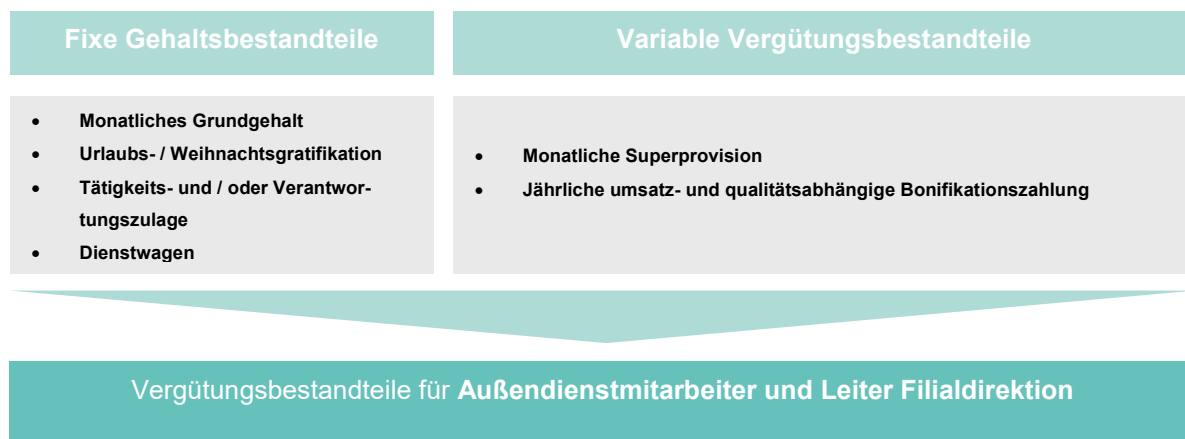 Fixe Gehaltsbestandteile
• Monatliches Grundgehalt
• Urlaubs- / Weihnachtsgratifikation
• Tätigkeits- und / oder Verantwor-
tungszulage
• Dienstwagen
Variable Vergütungsbestandteile
• Monatliche Superprovision
• Jährliche umsatz- und qualitätsabhängige Bonifikationszahlung
Vergütungsbestandteile für Außendienstmitarbeiter und Leiter Filialdirektion